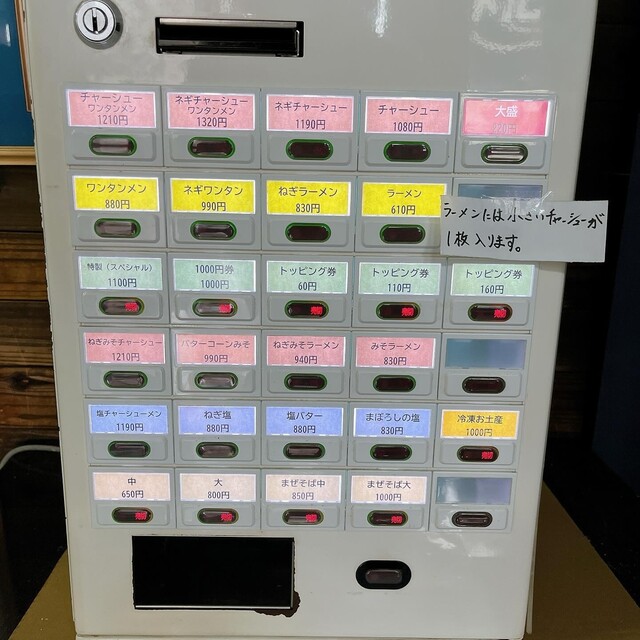 チャーシュー
ワンタンメン
1210円
ネギチャーシュー
ワンタンメン
1320円
ネギチャーシュー
1190円
チャーシュー
1080円
大盛
ワンタンメン
880円
ネギワンタン
990円
ねぎラーメン
830円
ラーメン
610円
ラーメンには小さいチャーシューが
1枚入ります。
特製(スペシャル)
1100円
1000円券
1000円
トッピング券
60円
トッピング券
110円
トッピング券
160円
ねぎみそチャーシュー
1210円
バターコーンみそ
990円
ねぎみそラーメン
940円
みそラーメン
830円
塩チャーシューメン
1190円
ねぎ塩
880円
塩バター
880円
まぼろしの塩
830円
冷凍お土産
1000円
中
650円
大
800円
まぜそば中
850円
まぜそば大
1000円